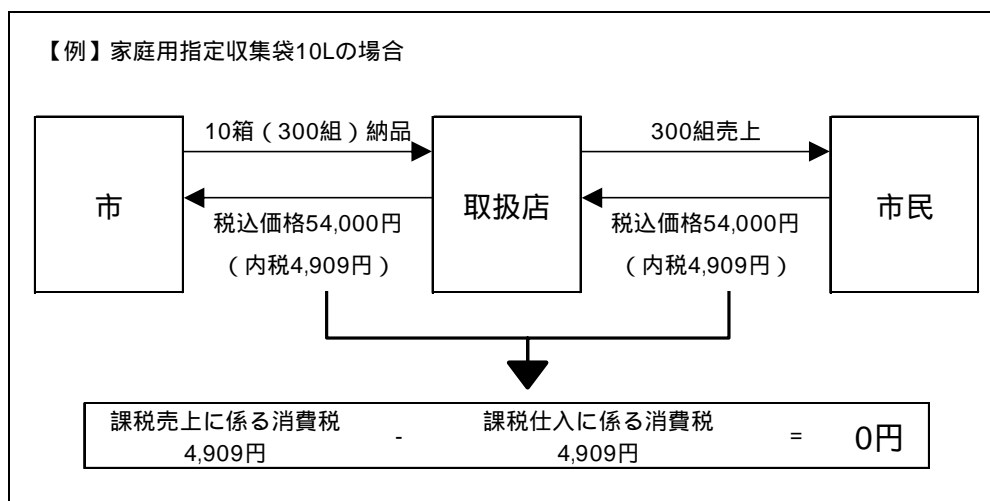 【例】家庭用指定収集袋10Lの場合
10箱（300組）納品
300組売上
市
取扱店
市民
税込価格54,000円
（内税4,909円）
税込価格54,000円
（内税4,909円）
課税売上に係る消費税
4,909円
-
課税仕入に係る消費税
4,909円
=
0円